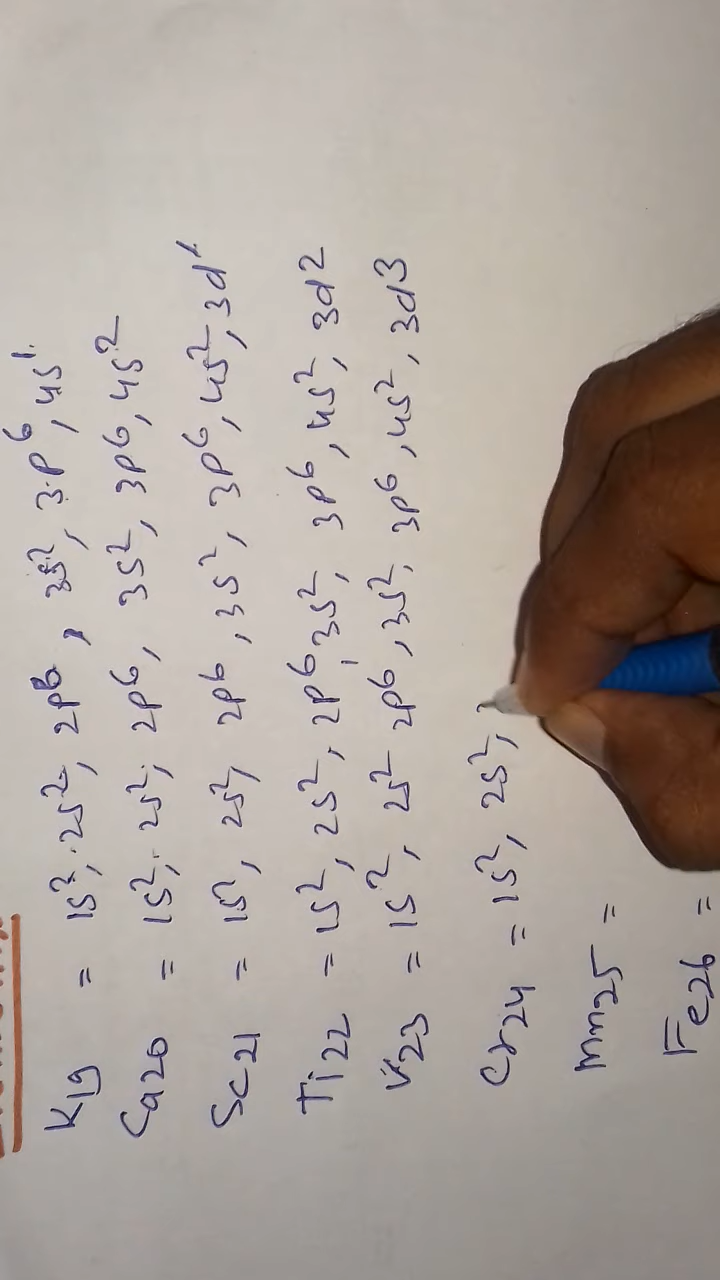 K19 = 1s², 2s², 2p6, 3s², 3p6, 4s1
Ca20 = 1s², 2s², 2p6, 3s², 3p6, 4s2
Sc21 = 1s², 2s², 2p6, 3s², 3p6, 4s², 3d1
Ti22 = 1s², 2s², 2p6, 3s², 3p6, 4s², 3d2
V23 = 1s², 2s² 2p6, 3s², 3p6, 4s², 3d3
Cr24 = 1s², 2s²,
Mn25 =
Fe26 =